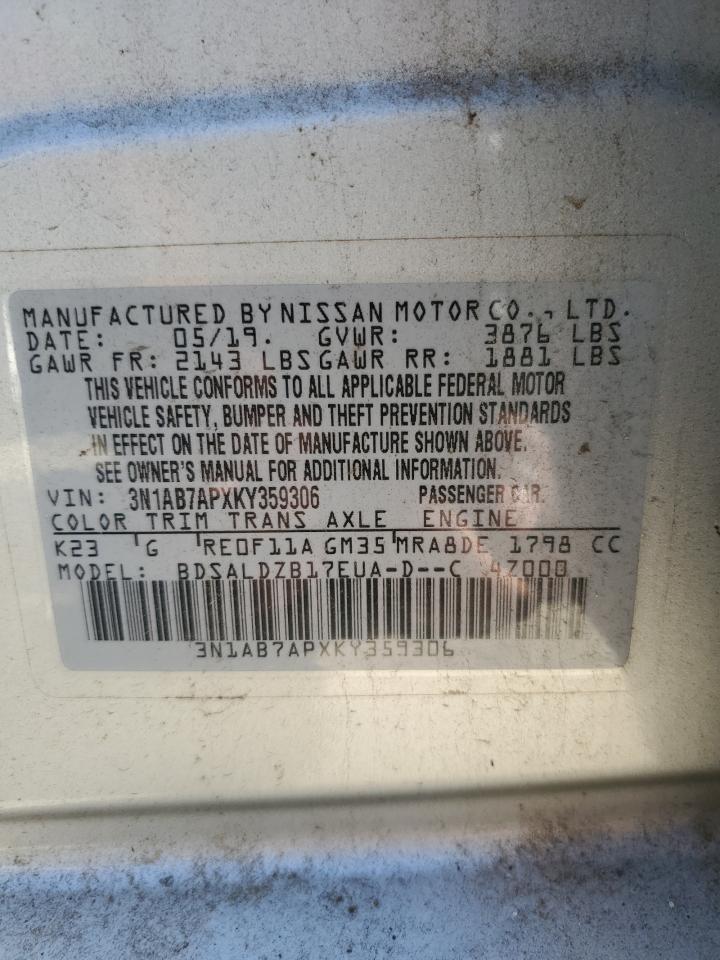 MANUFACTURED BY NISSAN MOTOR CO., LTD.
DATE: 05/19. GVWR: 3876 LBS
GAWR FR: 2143 LBS GAWR RR: 1881 LBS
THIS VEHICLE CONFORMS TO ALL APPLICABLE FEDERAL MOTOR
VEHICLE SAFETY, BUMPER AND THEFT PREVENTION STANDARDS
IN EFFECT ON THE DATE OF MANUFACTURE SHOWN ABOVE.
SEE OWNER'S MANUAL FOR ADDITIONAL INFORMATION.
VIN: 3N1AB7APXKY359306 PASSENGER CAR.
COLOR TRIM TRANS AXLE ENGINE
K23 G RE0F11A GM35 MRA8DE 1798 CC
MODEL: BDSALDZB17EUA-D--C 4Z000
3N1AB7APXKY359306